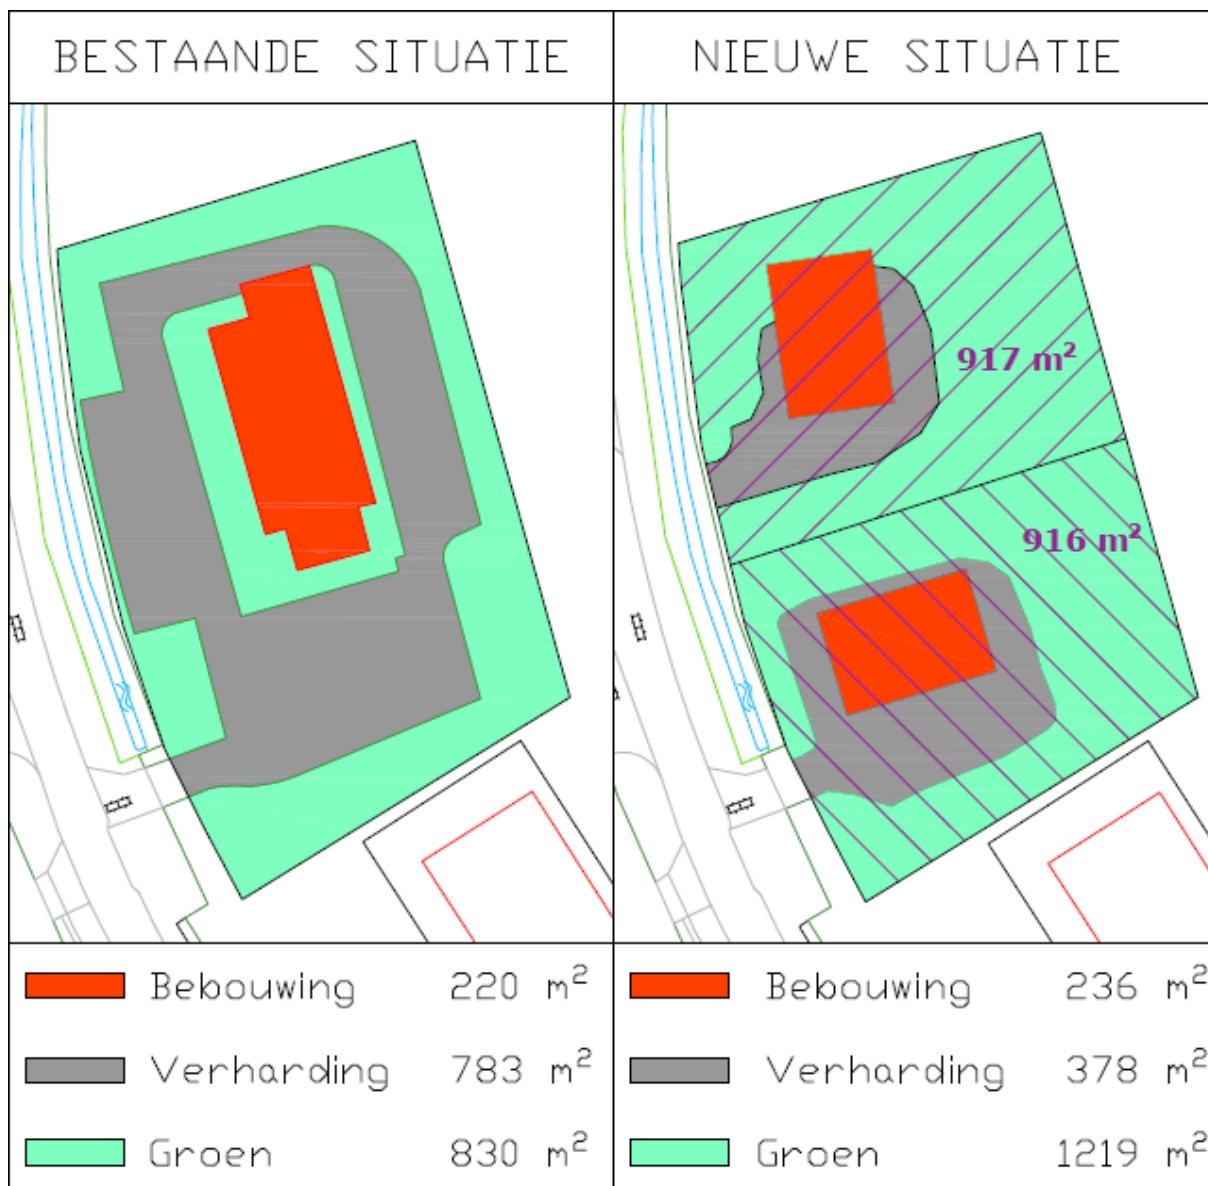 BESTAANDE SITUATIE
NIEUWE SITUATIE
917 m²
916 m²
Bebouwing 220 m²
Verharding 783 m²
Groen 830 m²
Bebouwing 236 m²
Verharding 378 m²
Groen 1219 m²